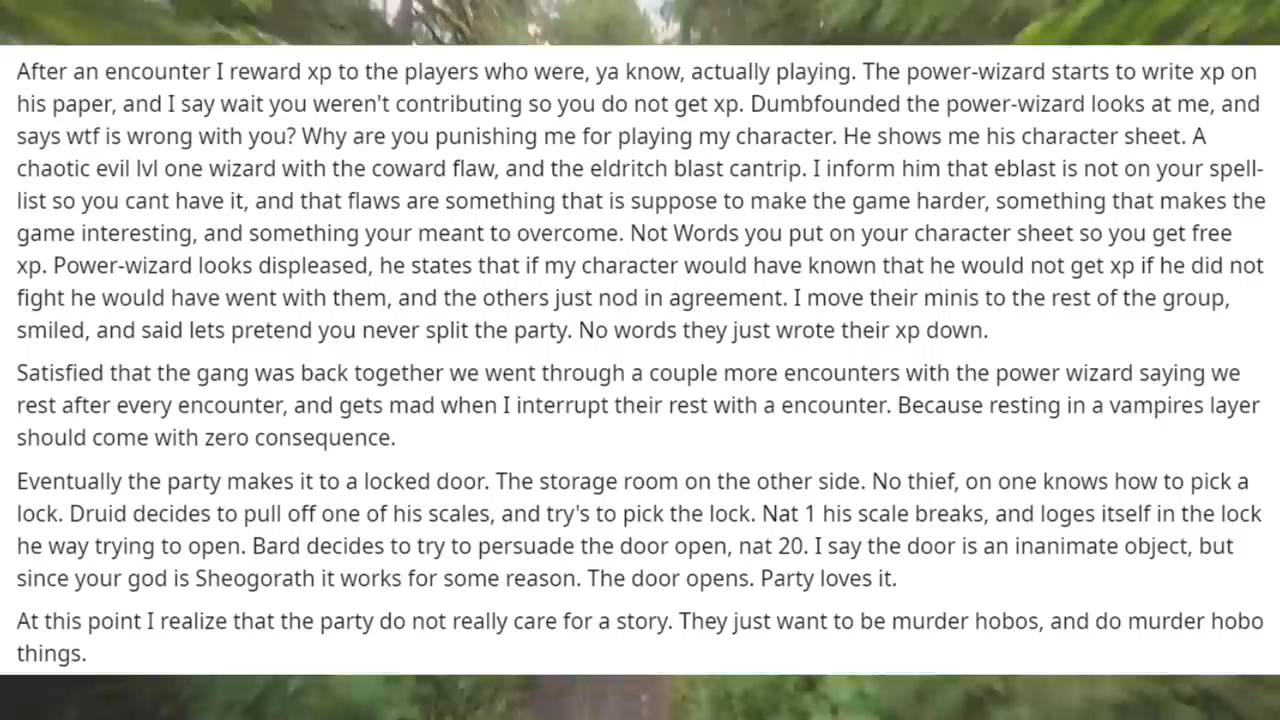 After an encounter I reward xp to the players who were, ya know, actually playing. The power-wizard starts to write xp on
his paper, and I say wait you weren't contributing so you do not get xp. Dumbfounded the power-wizard looks at me, and
says wtf is wrong with you? Why are you punishing me for playing my character. He shows me his character sheet. A
chaotic evil lvl one wizard with the coward flaw, and the eldritch blast cantrip. I inform him that eblast is not on your spell-
list so you cant have it, and that flaws are something that is suppose to make the game harder, something that makes the
game interesting, and something your meant to overcome. Not Words you put on your character sheet so you get free
xp. Power-wizard looks displeased, he states that if my character would have known that he would not get xp if he did not
fight he would have went with them, and the others just nod in agreement. I move their minis to the rest of the group,
smiled, and said lets pretend you never split the party. No words they just wrote their xp down.
Satisfied that the gang was back together we went through a couple more encounters with the power wizard saying we
rest after every encounter, and gets mad when I interrupt their rest with a encounter. Because resting in a vampires layer
should come with zero consequence.
Eventually the party makes it to a locked door. The storage room on the other side. No thief, on one knows how to pick a
lock. Druid decides to pull off one of his scales, and try's to pick the lock. Nat 1 his scale breaks, and loges itself in the lock
he way trying to open. Bard decides to try to persuade the door open, nat 20. I say the door is an inanimate object, but
since your god is Sheogorath it works for some reason. The door opens. Party loves it.
At this point I realize that the party do not really care for a story. They just want to be murder hobos, and do murder hobo
things.